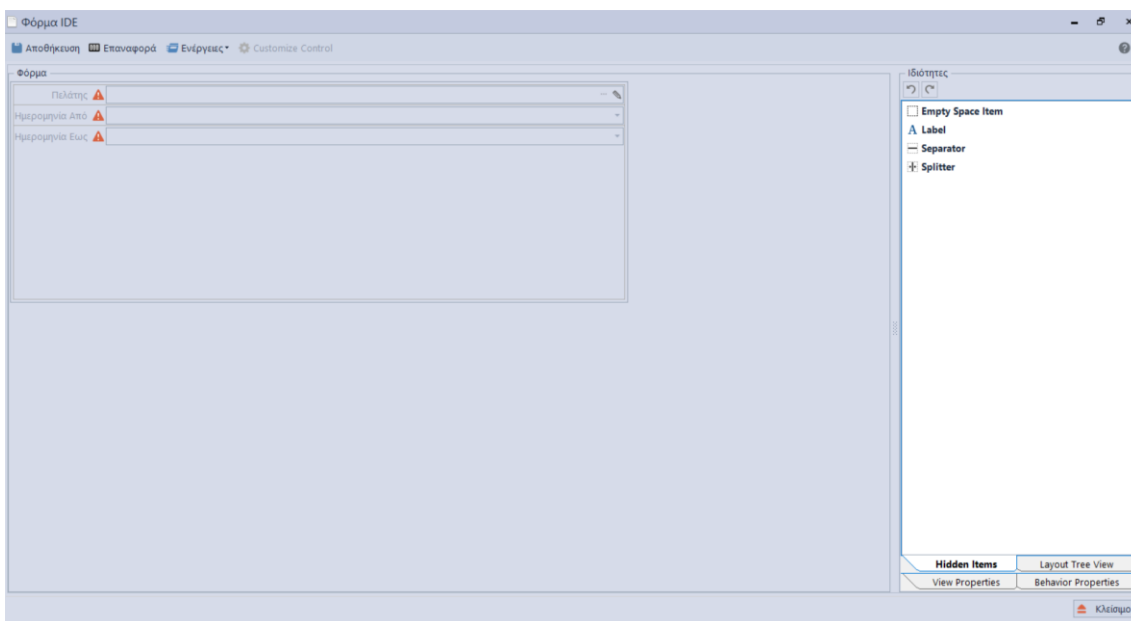 Φόρμα IDE
Αποθήκευση Επαναφορά Ενέργειες Customize Control
Φόρμα
Ιδιότητες
Πελάτης
Ημερομηνία Από
Ημερομηνία Εως
Empty Space Item
A Label
Separator
Splitter
Hidden Items Layout Tree View
View Properties Behavior Properties
Κλείσιμο